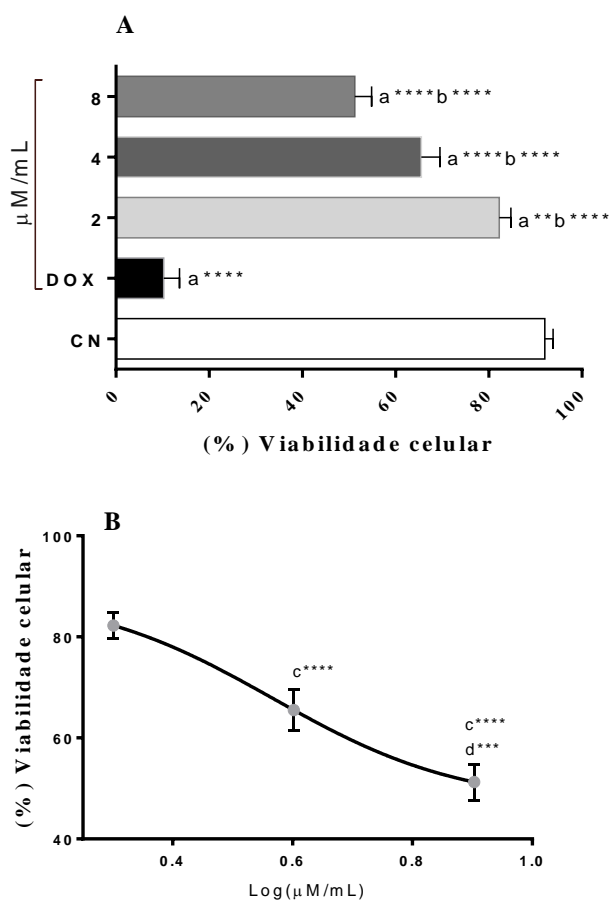 A
μM/mL
8
a****b****
4
a****b****
2
a**b****
DOX
a****
CN
0 20 40 60 80 100
(%) Viabilidade celular
B
(%) Viabilidade celular
100
80
60
40
c****
c****
d***
0.4 0.6 0.8 1.0
Log(μM/mL)